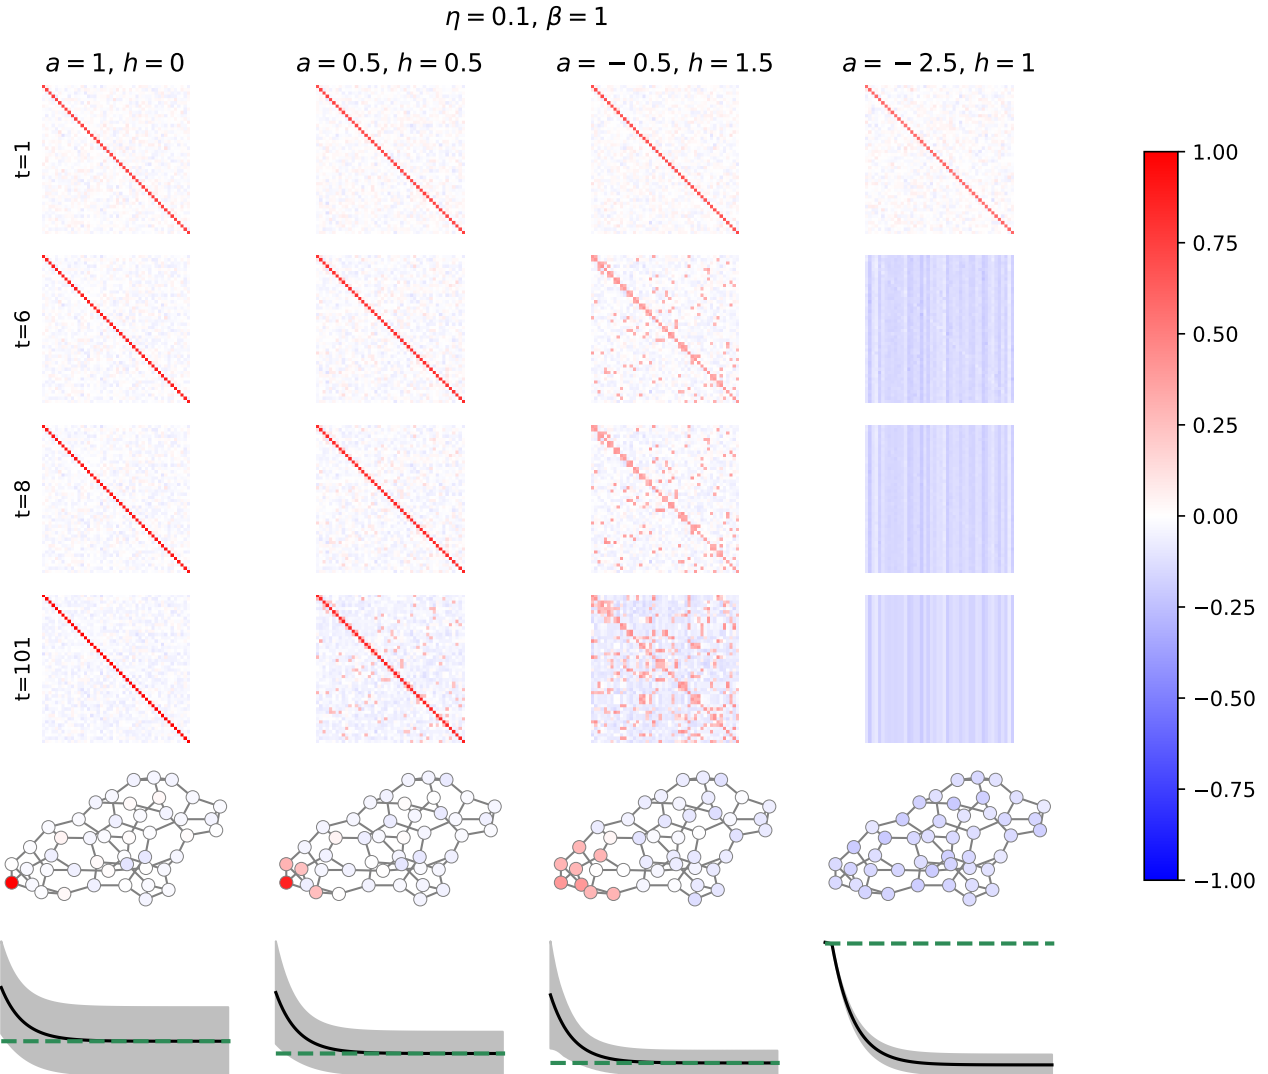 η = 0.1, β = 1
a = 1, h = 0
a = 0.5, h = 0.5
a = − 0.5, h = 1.5
a = − 2.5, h = 1
t=1
t=6
t=8
t=101
1.00
0.75
0.50
0.25
0.00
−0.25
−0.50
−0.75
−1.00